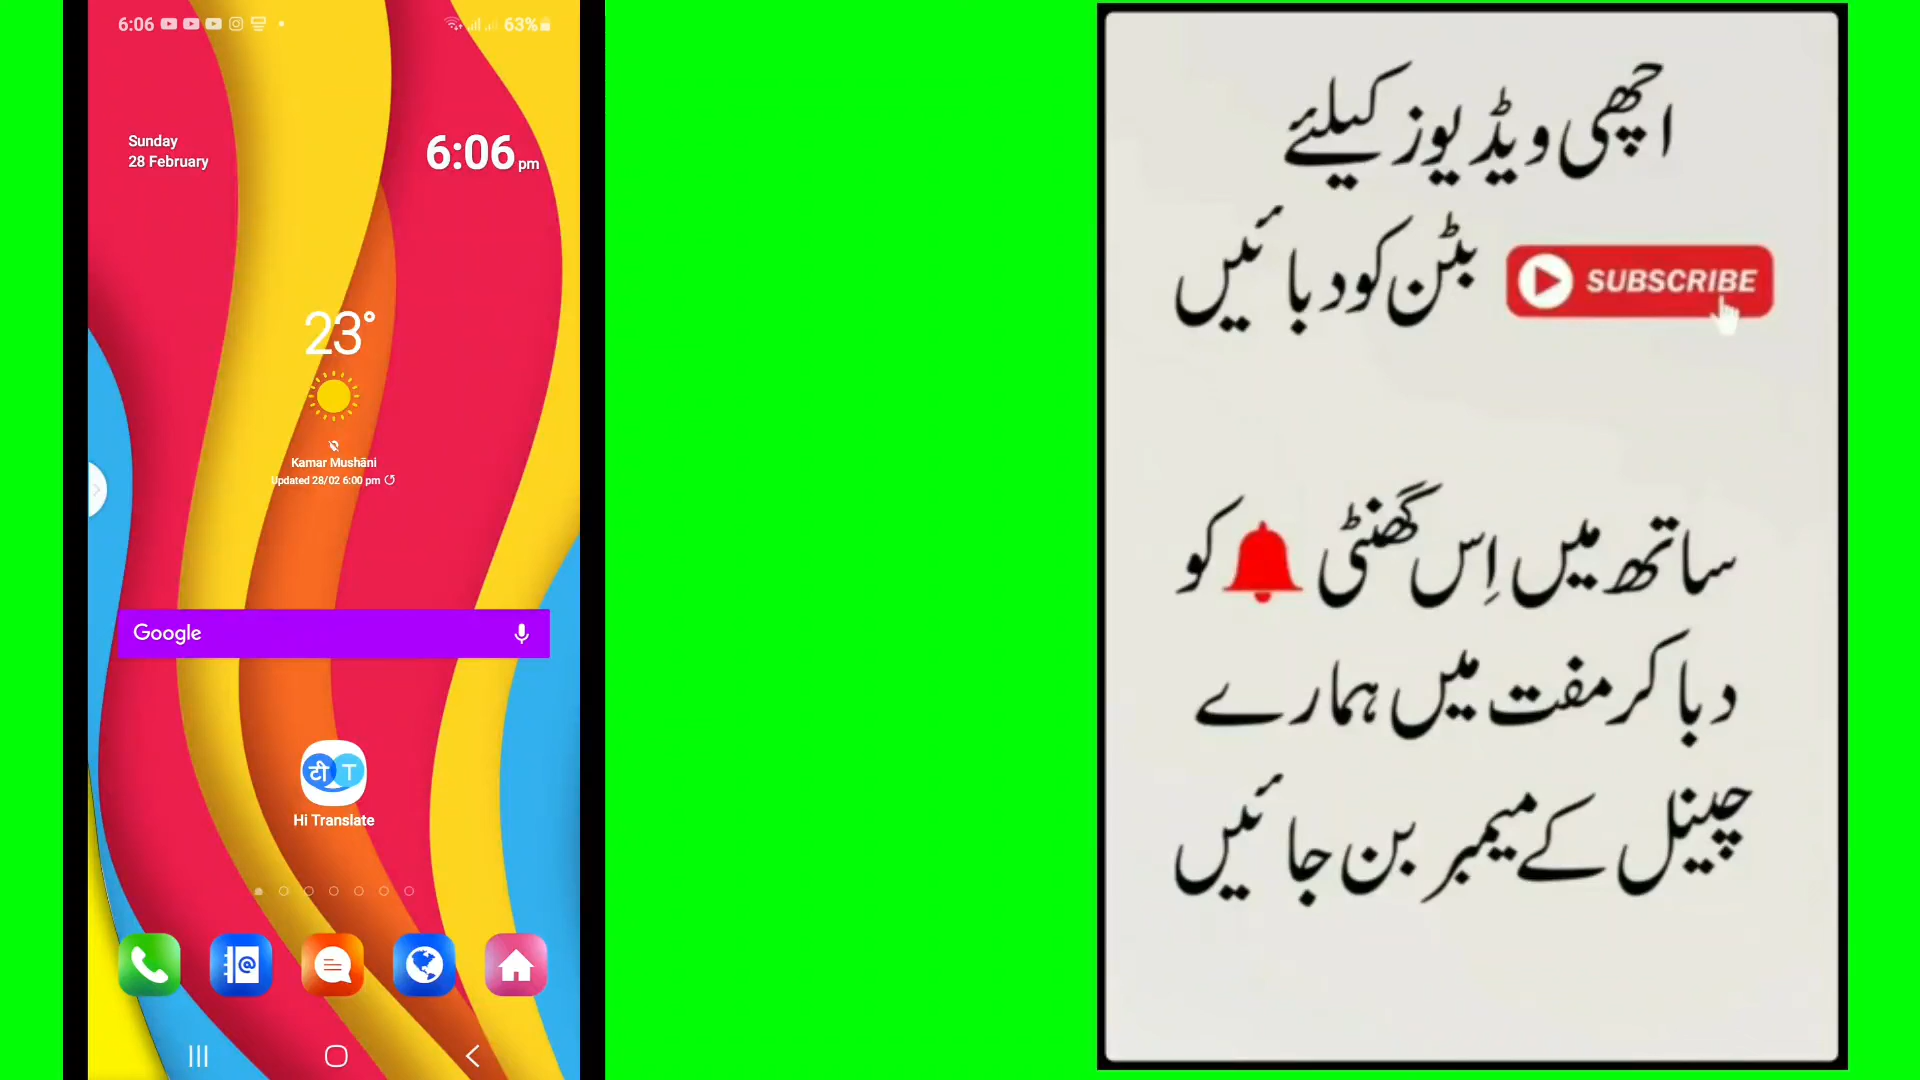 6:06
63%
Sunday
28 February
6:06 pm
23°
Kamar Mushāni
Updated 28/02 6:00 pm
Google
टी T
Hi Translate
اچھی ویڈیوز کیلئے
SUBSCRIBE بٹن کو دبائیں
ساتھ میں اِس گھنٹی کو
دبا کر مفت میں ہمارے
چینل کے میمبر بن جائیں